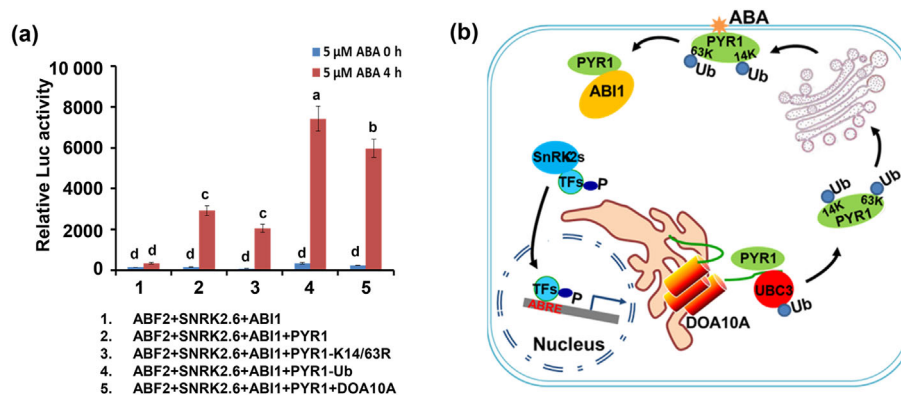 (a)
5 µM ABA 0 h
5 µM ABA 4 h
Relative Luc activity
10 000
8000
6000
4000
2000
0
d d
d c
d c
d a
d b
1 2 3 4 5
1. ABF2+SNRK2.6+ABI1
2. ABF2+SNRK2.6+ABI1+PYR1
3. ABF2+SNRK2.6+ABI1+PYR1-K14/63R
4. ABF2+SNRK2.6+ABI1+PYR1-Ub
5. ABF2+SNRK2.6+ABI1+PYR1+DOA10A
(b)
ABA
PYR1
63K 14K
Ub Ub
PYR1
ABI1
SnRK2s
TFs P
Ub Ub
14K 63K
PYR1
PYR1
UBC3
Ub
DOA10A
TFs P
ABRE
Nucleus